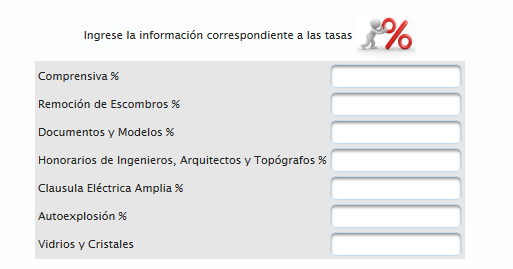 Ingrese la información correspondiente a las tasas
Comprensiva %
Remoción de Escombros %
Documentos y Modelos %
Honorarios de Ingenieros, Arquitectos y Topógrafos %
Clausula Eléctrica Amplia %
Autoexplosión %
Vidrios y Cristales